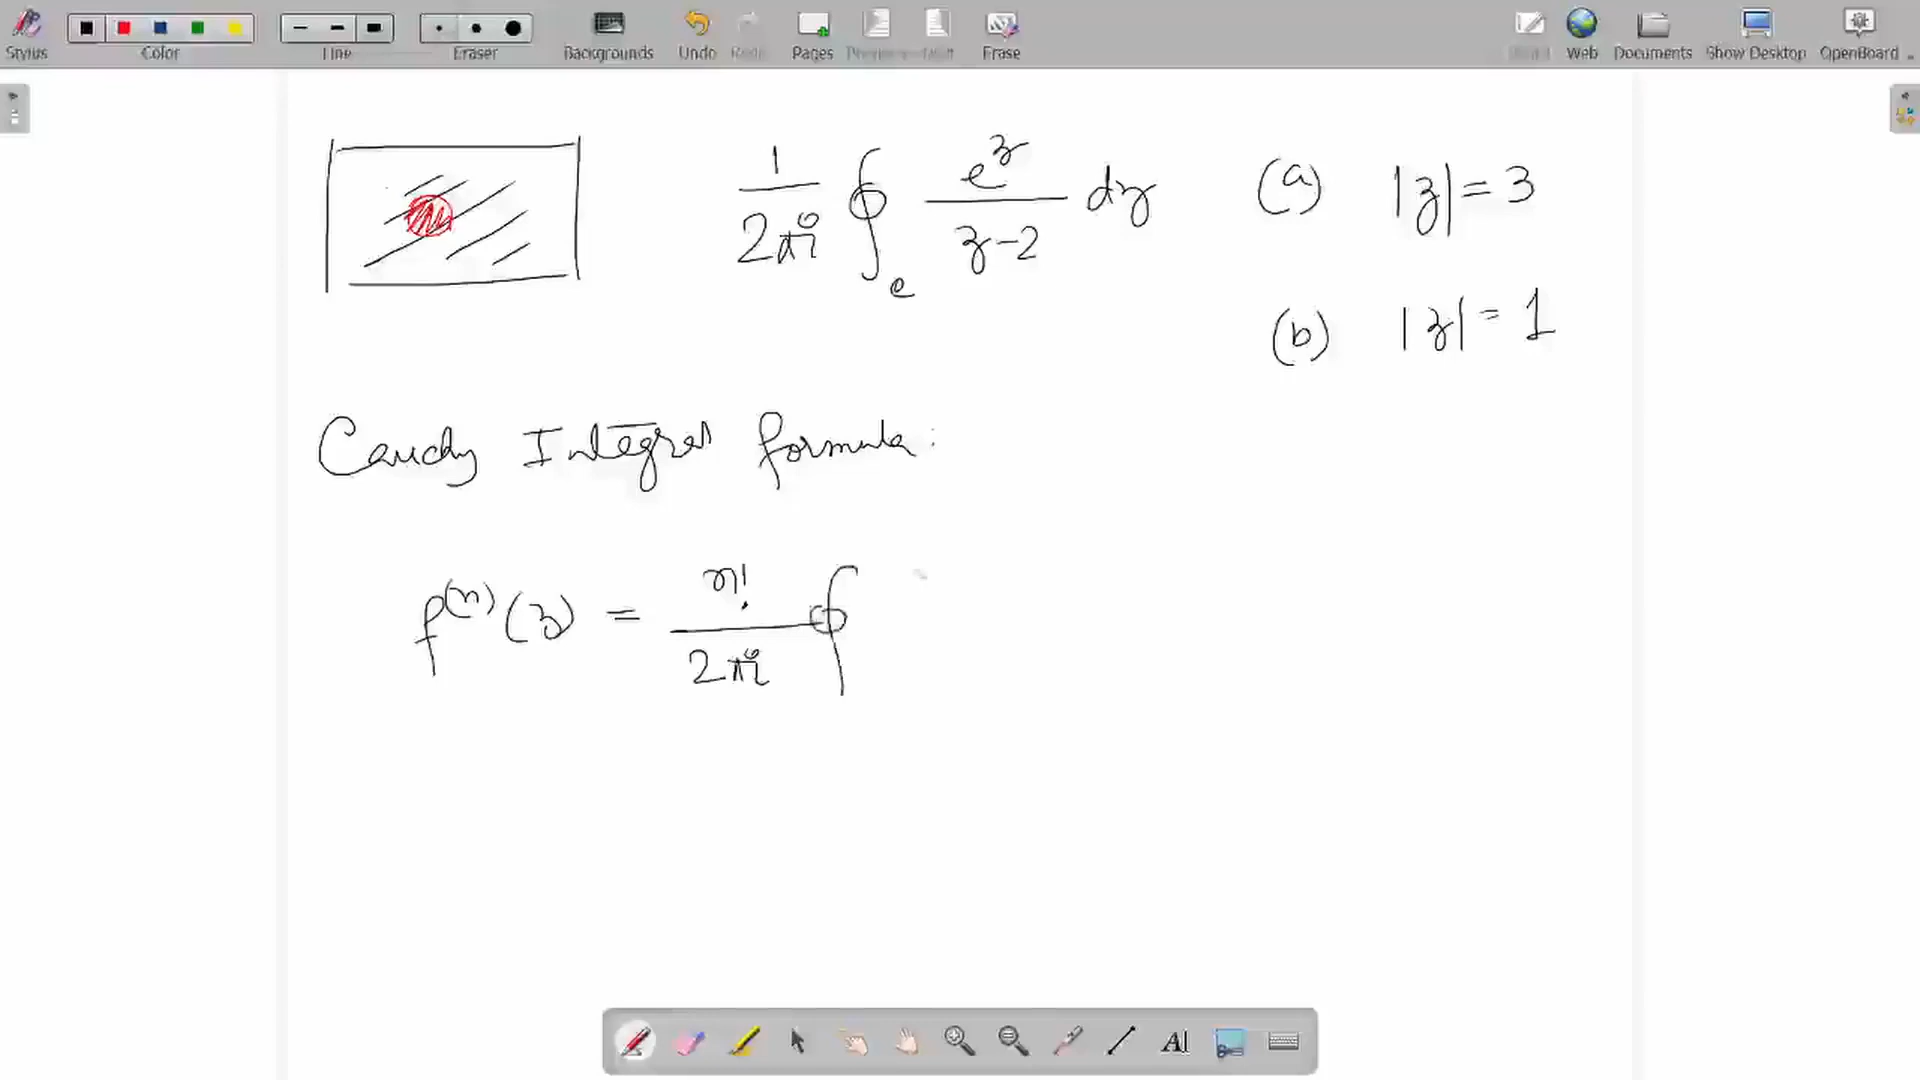 Stylus Color Line Eraser Backgrounds Undo Redo Pages Erase Web Documents Show Desktop OpenBoard
1/2πi ∮_c e^z/(z-2) dz (a) |z| = 3
(b) |z| = 1
Cauchy Integral formula:
f^(n)(z) = n!/2πi ∮
AI